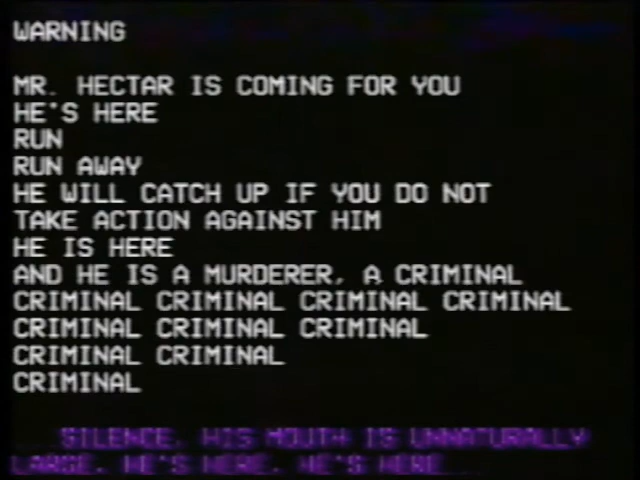 WARNING
MR. HECTAR IS COMING FOR YOU
HE'S HERE
RUN
RUN AWAY
HE WILL CATCH UP IF YOU DO NOT
TAKE ACTION AGAINST HIM
HE IS HERE
AND HE IS A MURDERER, A CRIMINAL
CRIMINAL CRIMINAL CRIMINAL CRIMINAL
CRIMINAL CRIMINAL CRIMINAL
CRIMINAL CRIMINAL
CRIMINAL
SILENCE. HIS MOUTH IS UNNATURALLY
LARGE. HE'S HERE. HE'S HERE